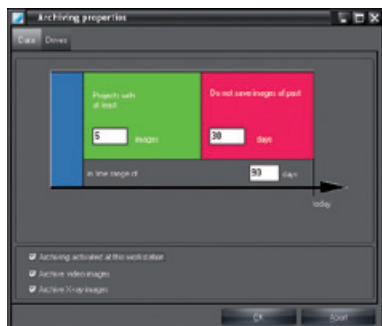 Archiving properties
Data Drives
Projects with
at least
5 images
Do not save images of past
30 days
in time range of
90 days
today
Archiving activated at this workstation
Archive video images
Archive X-ray images
OK Abort